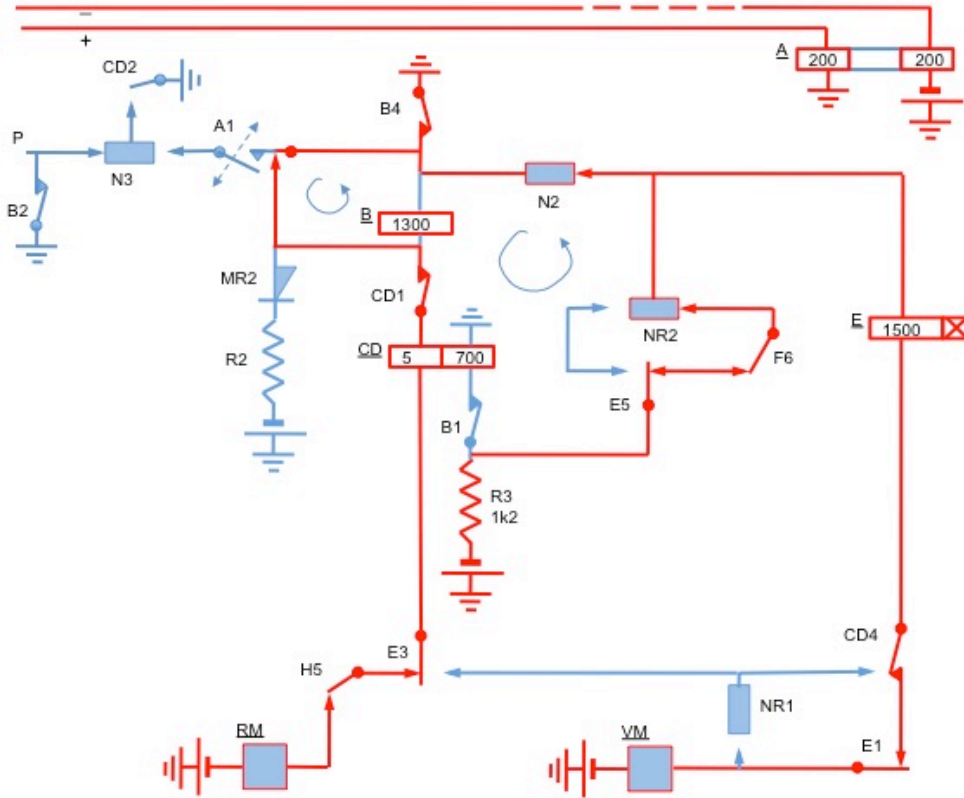 −
+
A
200 200
CD2
B4
A1
P
N3
N2
B2
B
1300
MR2
CD1
NR2
E
1500
CD
5 700
F6
R2
E5
B1
R3
1k2
CD4
E3
H5
NR1
RM
VM
E1